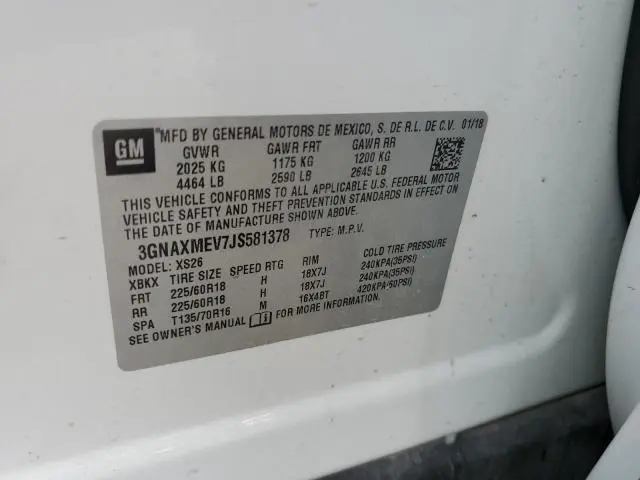 GM
*MFD BY GENERAL MOTORS DE MEXICO, S. DE R.L. DE C.V. 01/18
GVWR GAWR FRT GAWR RR
2025 KG 1175 KG 1200 KG
4464 LB 2590 LB 2645 LB
THIS VEHICLE CONFORMS TO ALL APPLICABLE U.S. FEDERAL MOTOR
VEHICLE SAFETY AND THEFT PREVENTION STANDARDS IN EFFECT ON
THE DATE OF MANUFACTURE SHOWN ABOVE.
3GNAXMEV7JS581378 TYPE: M.P.V.
MODEL: XS26
XBKX TIRE SIZE SPEED RTG RIM COLD TIRE PRESSURE
FRT 225/60R18 H 18X7J 240KPA(35PSI)
RR 225/60R18 H 18X7J 240KPA(35PSI)
SPA T135/70R16 M 16X4BT 420KPA(60PSI)
SEE OWNER'S MANUAL FOR MORE INFORMATION.